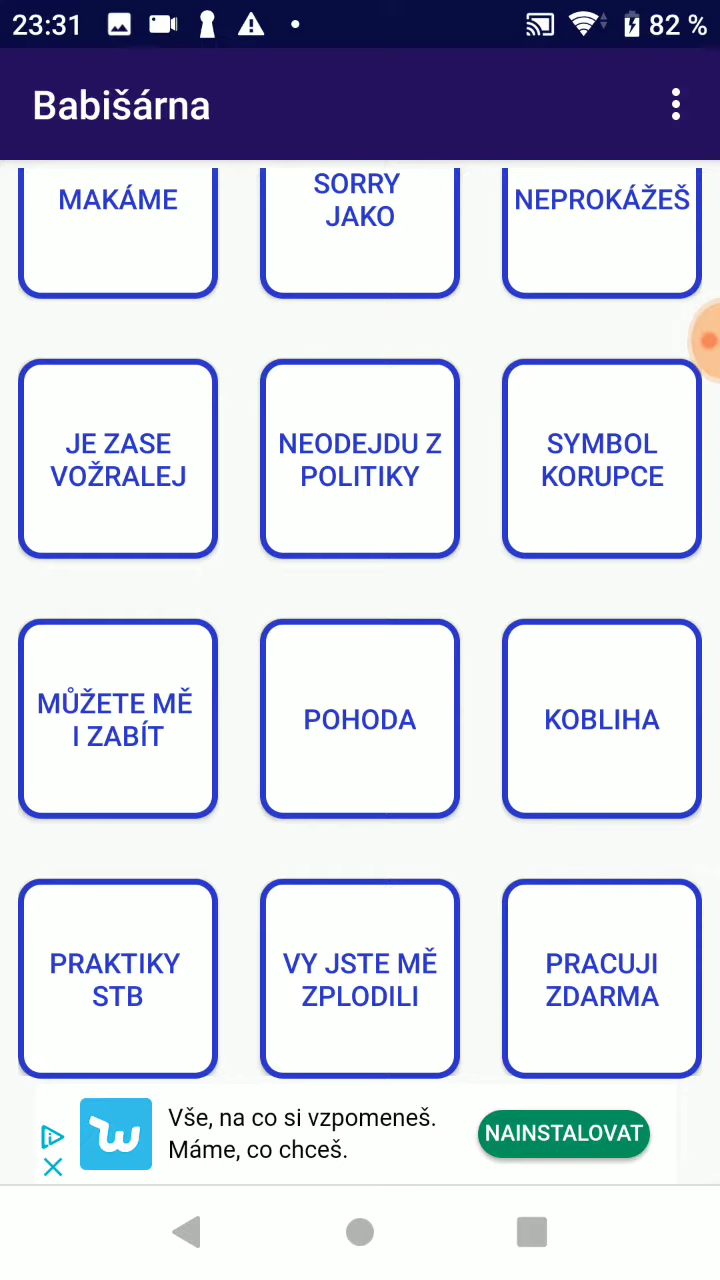 23:31
82 %
Babišárna
MAKÁME
SORRY
JAKO
NEPROKÁŽEŠ
JE ZASE
VOŽRALEJ
NEODEJDU Z
POLITIKY
SYMBOL
KORUPCE
MŮŽETE MĚ
I ZABÍT
POHODA
KOBLIHA
PRAKTIKY
STB
VY JSTE MĚ
ZPLODILI
PRACUJI
ZDARMA
Vše, na co si vzpomeneš.
Máme, co chceš.
NAINSTALOVAT